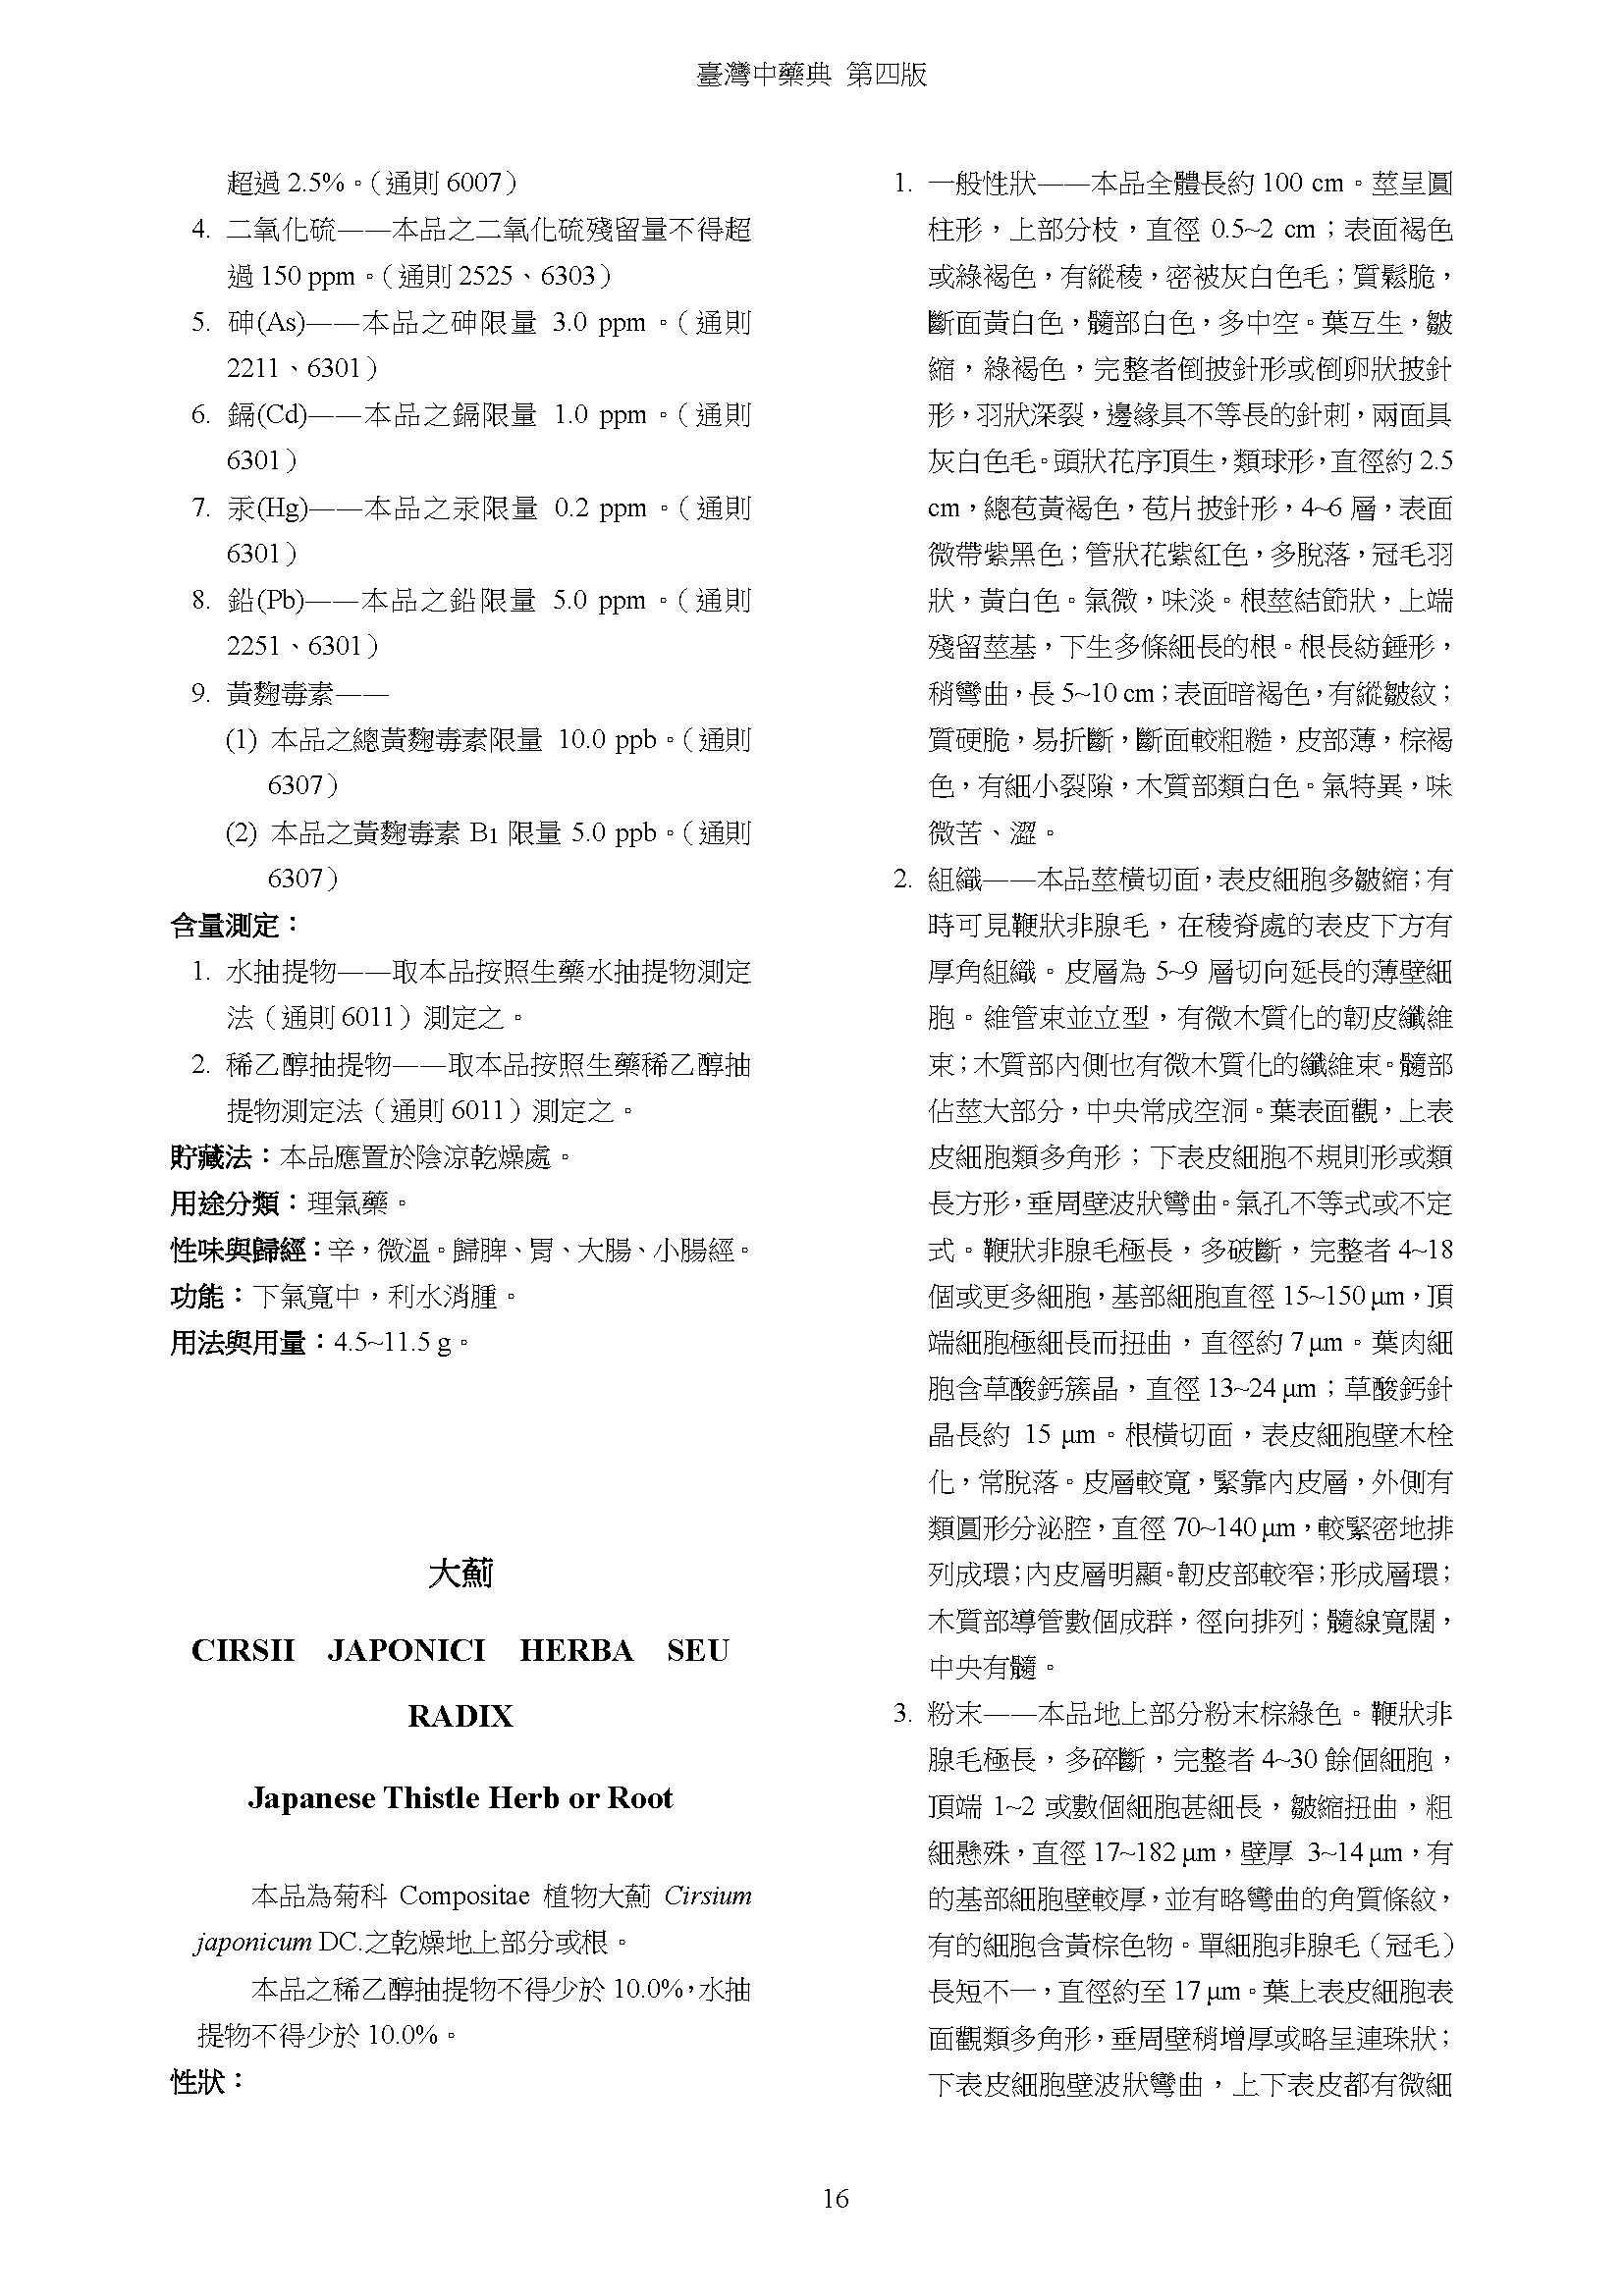 臺灣中藥典 第四版
超過 2.5%。（通則 6007）
4. 二氧化硫——本品之二氧化硫殘留量不得超
過 150 ppm。（通則 2525、6303）
5. 砷(As)——本品之砷限量 3.0 ppm。（通則
2211、6301）
6. 鎘(Cd)——本品之鎘限量 1.0 ppm。（通則
6301）
7. 汞(Hg)——本品之汞限量 0.2 ppm。（通則
6301）
8. 鉛(Pb)——本品之鉛限量 5.0 ppm。（通則
2251、6301）
9. 黃麴毒素——
(1) 本品之總黃麴毒素限量 10.0 ppb。（通則
6307）
(2) 本品之黃麴毒素 B1 限量 5.0 ppb。（通則
6307）
含量測定：
1. 水抽提物——取本品按照生藥水抽提物測定
法（通則 6011）測定之。
2. 稀乙醇抽提物——取本品按照生藥稀乙醇抽
提物測定法（通則 6011）測定之。
貯藏法：本品應置於陰涼乾燥處。
用途分類：理氣藥。
性味與歸經：辛，微溫。歸脾、胃、大腸、小腸經。
功能：下氣寬中，利水消腫。
用法與用量：4.5~11.5 g。
大薊
CIRSII JAPONICI HERBA SEU
RADIX
Japanese Thistle Herb or Root
本品為菊科 Compositae 植物大薊 Cirsium
japonicum DC.之乾燥地上部分或根。
本品之稀乙醇抽提物不得少於 10.0%，水抽
提物不得少於 10.0%。
性狀：
1. 一般性狀——本品全體長約 100 cm。莖呈圓
柱形，上部分枝，直徑 0.5~2 cm；表面褐色
或綠褐色，有縱稜，密被灰白色毛；質鬆脆，
斷面黃白色，髓部白色，多中空。葉互生，皺
縮，綠褐色，完整者倒披針形或倒卵狀披針
形，羽狀深裂，邊緣具不等長的針刺，兩面具
灰白色毛。頭狀花序頂生，類球形，直徑約 2.5
cm，總苞黃褐色，苞片披針形，4~6 層，表面
微帶紫黑色；管狀花紫紅色，多脫落，冠毛羽
狀，黃白色。氣微，味淡。根莖結節狀，上端
殘留莖基，下生多條細長的根。根長紡錘形，
稍彎曲，長 5~10 cm；表面暗褐色，有縱皺紋；
質硬脆，易折斷，斷面較粗糙，皮部薄，棕褐
色，有細小裂隙，木質部類白色。氣特異，味
微苦、澀。
2. 組織——本品莖橫切面，表皮細胞多皺縮；有
時可見鞭狀非腺毛，在稜脊處的表皮下方有
厚角組織。皮層為 5~9 層切向延長的薄壁細
胞。維管束並立型，有微木質化的韌皮纖維
束；木質部內側也有微木質化的纖維束。髓部
佔莖大部分，中央常成空洞。葉表面觀，上表
皮細胞類多角形；下表皮細胞不規則形或類
長方形，垂周壁波狀彎曲。氣孔不等式或不定
式。鞭狀非腺毛極長，多破斷，完整者 4~18
個或更多細胞，基部細胞直徑 15~150 μm，頂
端細胞極細長而扭曲，直徑約 7 μm。葉肉細
胞含草酸鈣簇晶，直徑 13~24 μm；草酸鈣針
晶長約 15 μm。根橫切面，表皮細胞壁木栓
化，常脫落。皮層較寬，緊靠內皮層，外側有
類圓形分泌腔，直徑 70~140 μm，較緊密地排
列成環；內皮層明顯。韌皮部較窄；形成層環；
木質部導管數個成群，徑向排列；髓線寬闊，
中央有髓。
3. 粉末——本品地上部分粉末棕綠色。鞭狀非
腺毛極長，多碎斷，完整者 4~30 餘個細胞，
頂端 1~2 或數個細胞甚細長，皺縮扭曲，粗
細懸殊，直徑 17~182 μm，壁厚 3~14 μm，有
的基部細胞壁較厚，並有略彎曲的角質條紋，
有的細胞含黃棕色物。單細胞非腺毛（冠毛）
長短不一，直徑約至 17 μm。葉上表皮細胞表
面觀類多角形，垂周壁稍增厚或略呈連珠狀；
下表皮細胞壁波狀彎曲，上下表皮都有微細
16